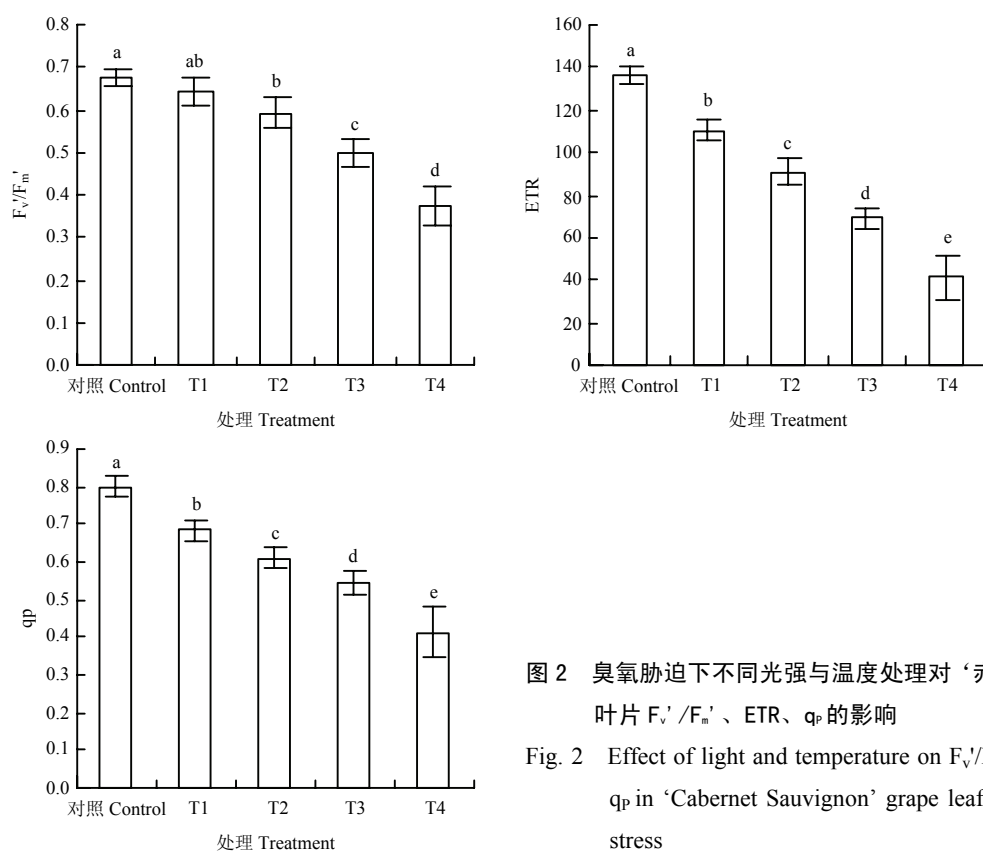 0.8
0.7
0.6
0.5
0.4
0.3
0.2
0.1
0.0
Fv'/Fm'
a
ab
b
c
d
对照 Control T1 T2 T3 T4
处理 Treatment
160
140
120
100
80
60
40
20
0
ETR
a
b
c
d
e
对照 Control T1 T2 T3 T4
处理 Treatment
0.9
0.8
0.7
0.6
0.5
0.4
0.3
0.2
0.1
0.0
qp
a
b
c
d
e
对照 Control T1 T2 T3 T4
处理 Treatment
图 2 臭氧胁迫下不同光强与温度处理对 ‘赤
叶片 Fv'/Fm'、ETR、qP 的影响
Fig. 2 Effect of light and temperature on Fv'/
qP in ‘Cabernet Sauvignon’ grape leaf
stress